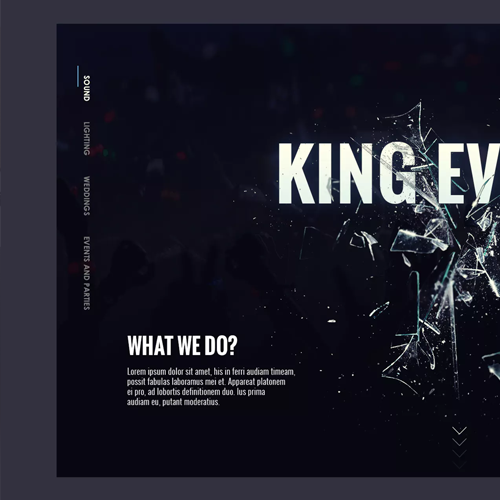 SOUND
LIGHTING
WEDDINGS
EVENTS AND PARTIES
KING EV
WHAT WE DO?
Lorem ipsum dolor sit amet, his in ferri audiam timeam,
possit fabulas laboramus mei et. Appareat platonem
ei pro, ad lobortis definitionem duo. Ius prima
audiam eu, putant moderatius.